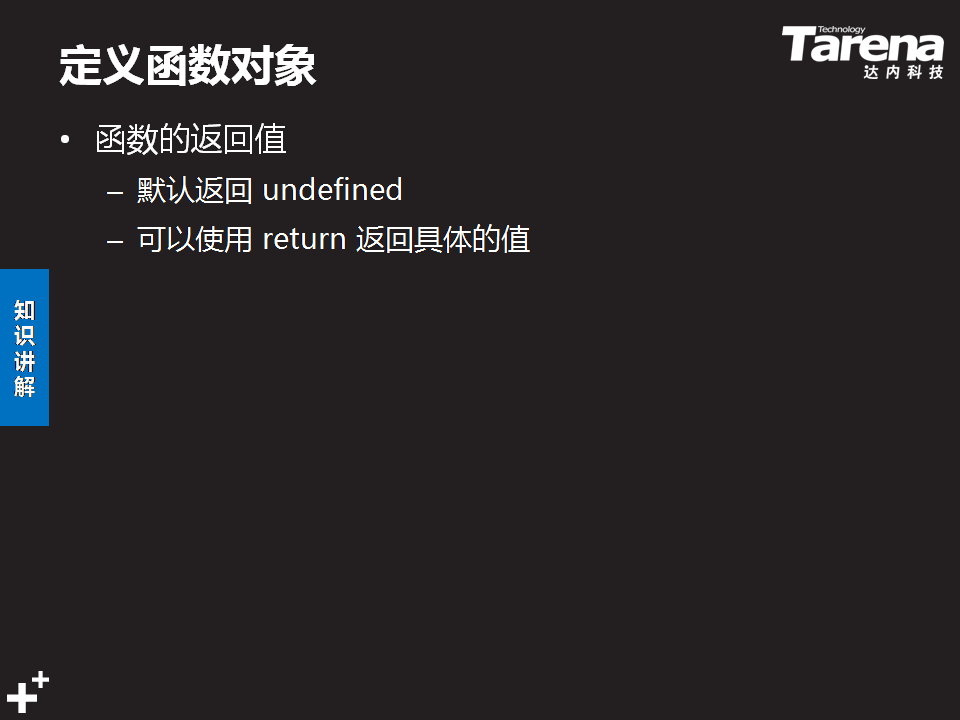 定义函数对象
Technology
Tarena
达内科技
• 函数的返回值
– 默认返回 undefined
– 可以使用 return 返回具体的值
知
识
讲
解